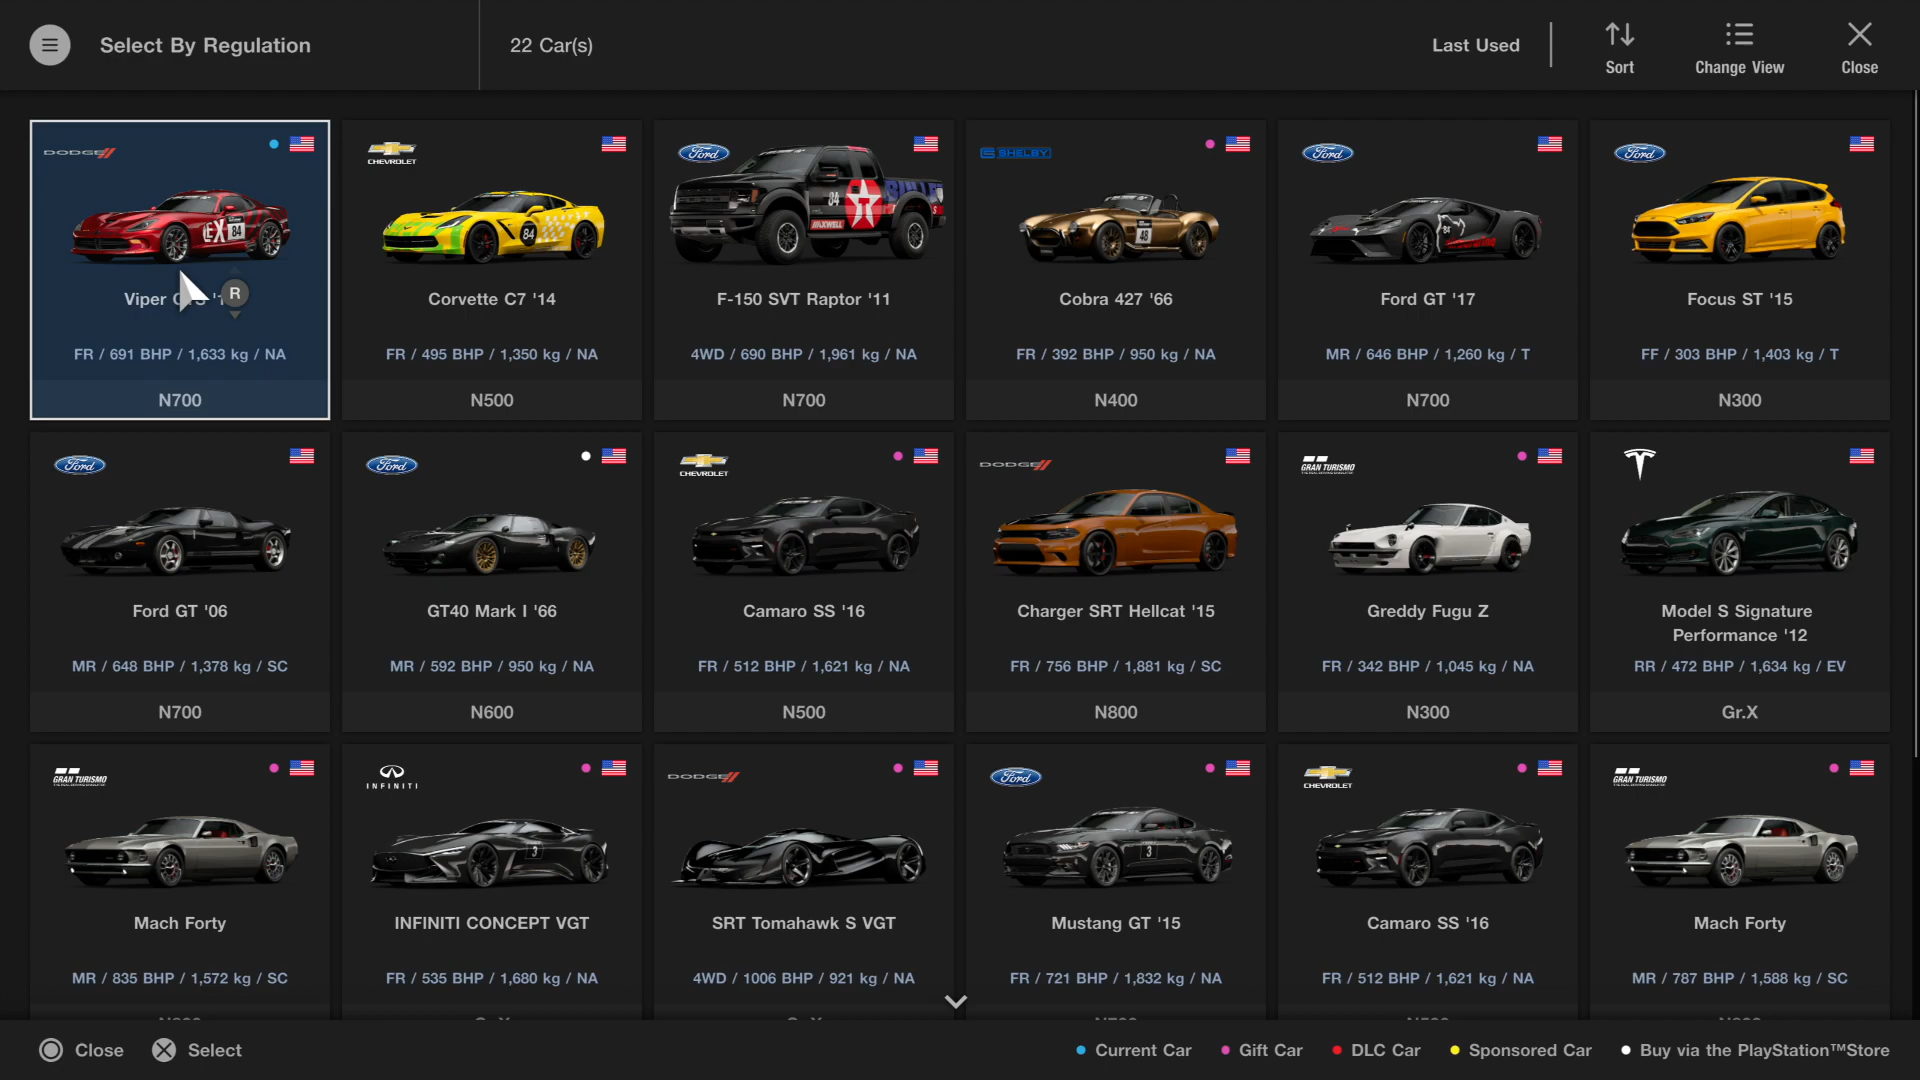 Select By Regulation
22 Car(s)
Last Used
Sort
Change View
Close
DODGE
CHEVROLET
Ford
SHELBY
Ford
Ford
84
84
84
MAXWELL
48
84
Viper
R
Corvette C7 '14
F-150 SVT Raptor '11
Cobra 427 '66
Ford GT '17
Focus ST '15
FR / 691 BHP / 1,633 kg / NA
FR / 495 BHP / 1,350 kg / NA
4WD / 690 BHP / 1,961 kg / NA
FR / 392 BHP / 950 kg / NA
MR / 646 BHP / 1,260 kg / T
FF / 303 BHP / 1,403 kg / T
N700
N500
N700
N400
N700
N300
Ford
Ford
CHEVROLET
DODGE
GRAN TURISMO
Ford GT '06
GT40 Mark I '66
Camaro SS '16
Charger SRT Hellcat '15
Greddy Fugu Z
Model S Signature
Performance '12
MR / 648 BHP / 1,378 kg / SC
MR / 592 BHP / 950 kg / NA
FR / 512 BHP / 1,621 kg / NA
FR / 756 BHP / 1,881 kg / SC
FR / 342 BHP / 1,045 kg / NA
RR / 472 BHP / 1,634 kg / EV
N700
N600
N500
N800
N300
Gr.X
GRAN TURISMO
INFINITI
DODGE
Ford
CHEVROLET
GRAN TURISMO
3
3
Mach Forty
INFINITI CONCEPT VGT
SRT Tomahawk S VGT
Mustang GT '15
Camaro SS '16
Mach Forty
MR / 835 BHP / 1,572 kg / SC
FR / 535 BHP / 1,680 kg / NA
4WD / 1006 BHP / 921 kg / NA
FR / 721 BHP / 1,832 kg / NA
FR / 512 BHP / 1,621 kg / NA
MR / 787 BHP / 1,588 kg / SC
Close
Select
Current Car
Gift Car
DLC Car
Sponsored Car
Buy via the PlayStation™Store